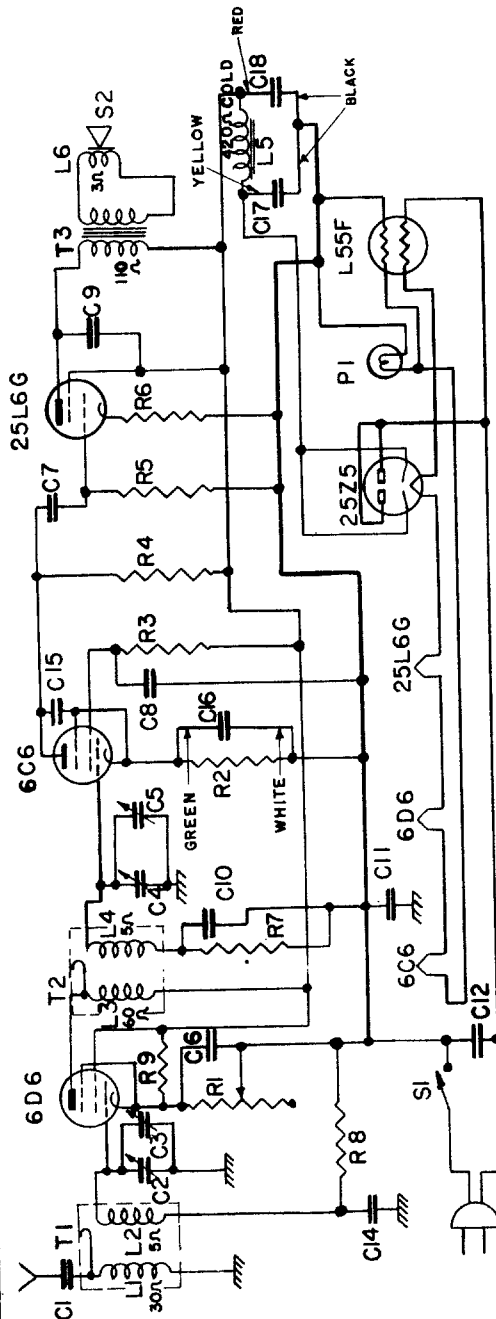 6D6
6C6
25L6G
T1
C1
L1
30Ω
L2
5Ω
C2
C3
R9
C16
R1
R8
C14
T2
L3
60Ω
L4
5Ω
C4
C5
C10
R7
C11
C15
GREEN
R2
C16
WHITE
C8
R3
R4
C7
R5
R6
C9
T3
110Ω
L6
3Ω
S2
YELLOW
420Ω COLD
L5
RED
C17
C18
BLACK
25Z5
P1
L55F
6C6
6D6
25L6G
S1
C12